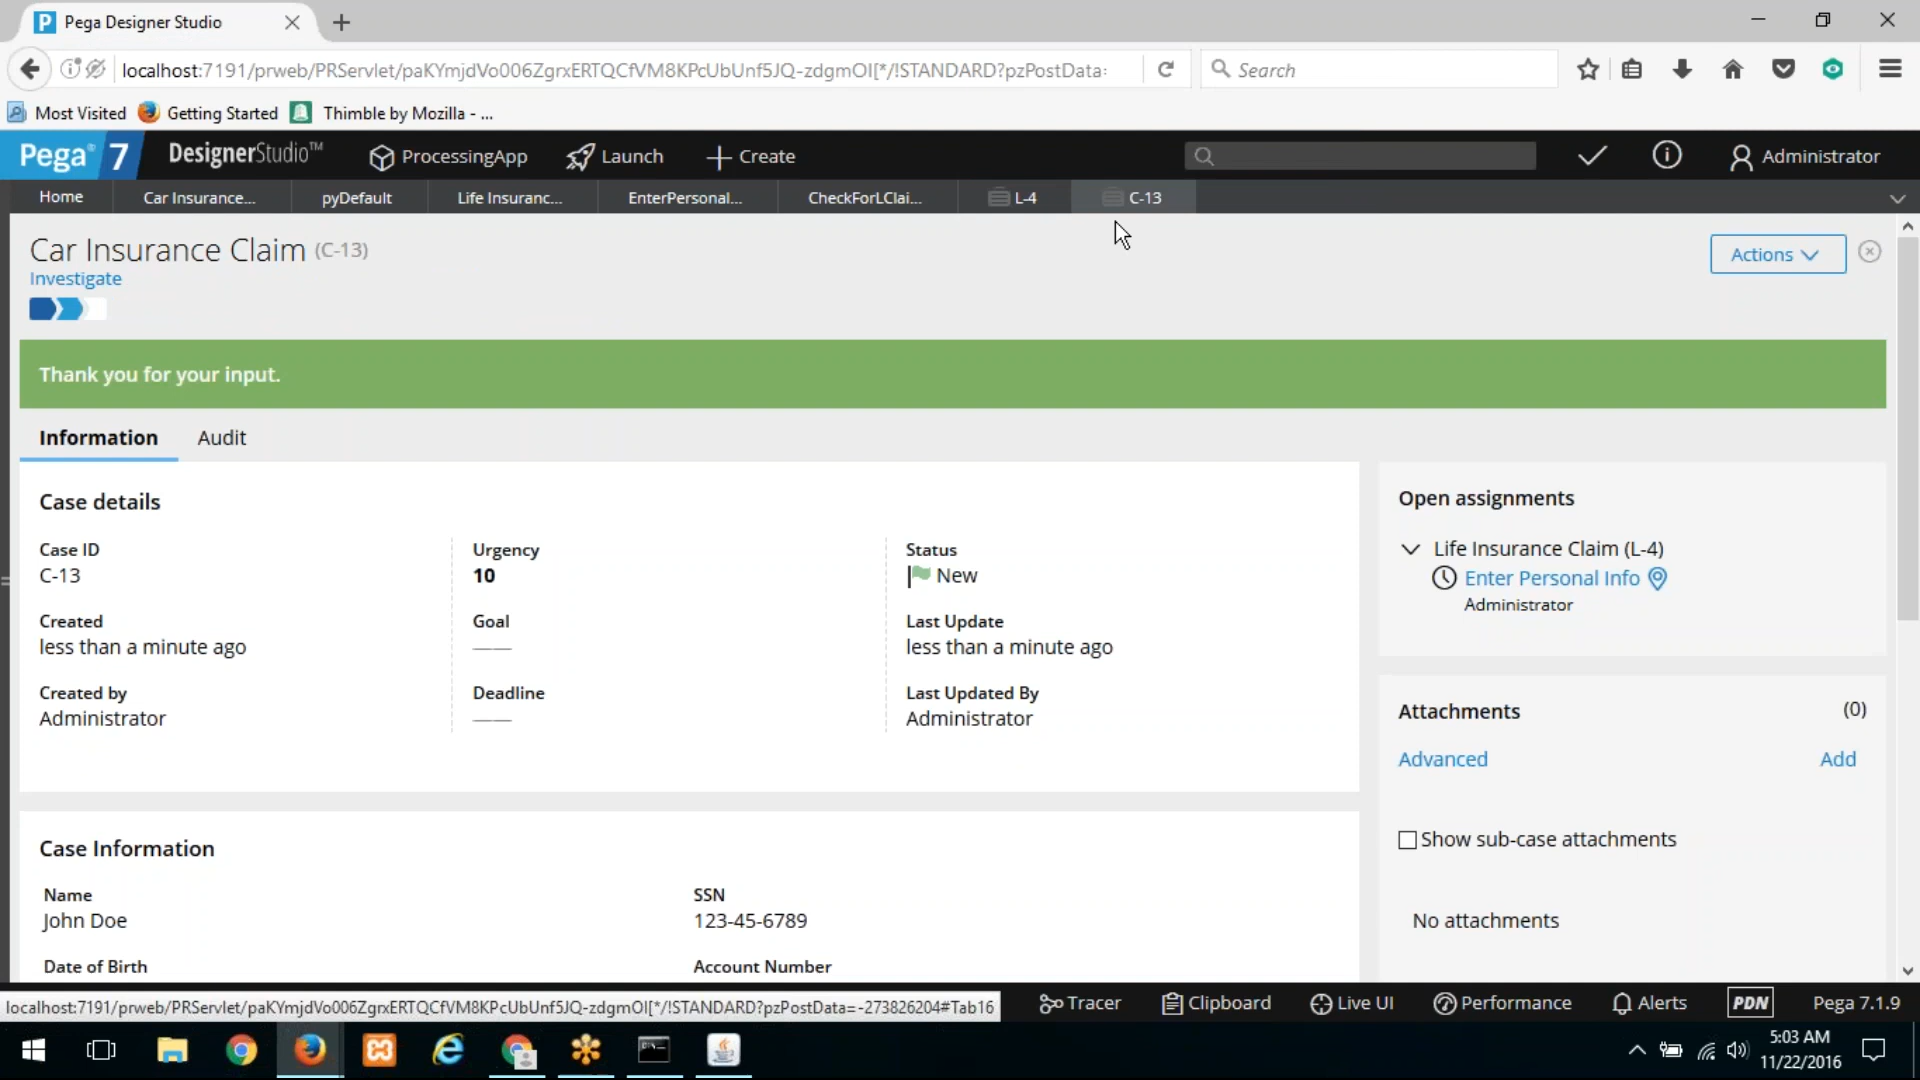 Pega Designer Studio
localhost:7191/prweb/PRServlet/paKYmjdVo006ZgrxERTQCfVM8KPcUbUnf5JQ-zdgmOI[*/!STANDARD?pzPostData:
Search
Most Visited
Getting Started
Thimble by Mozilla - ...
Pega® 7
DesignerStudio™
ProcessingApp
Launch
Create
Administrator
Home
Car Insurance...
pyDefault
Life Insuranc...
EnterPersonal...
CheckForLClai...
L-4
C-13
Car Insurance Claim (C-13)
Investigate
Actions
Thank you for your input.
Information
Audit
Case details
Case ID
C-13
Urgency
10
Status
New
Created
less than a minute ago
Goal
Last Update
less than a minute ago
Created by
Administrator
Deadline
Last Updated By
Administrator
Open assignments
Life Insurance Claim (L-4)
Enter Personal Info
Administrator
Attachments
(0)
Advanced
Add
Show sub-case attachments
No attachments
Case Information
Name
John Doe
SSN
123-45-6789
Date of Birth
Account Number
localhost:7191/prweb/PRServlet/paKYmjdVo006ZgrxERTQCfVM8KPcUbUnf5JQ-zdgmOI[*/!STANDARD?pzPostData=-273826204#Tab16
Tracer
Clipboard
Live UI
Performance
Alerts
PDN
Pega 7.1.9
5:03 AM
11/22/2016